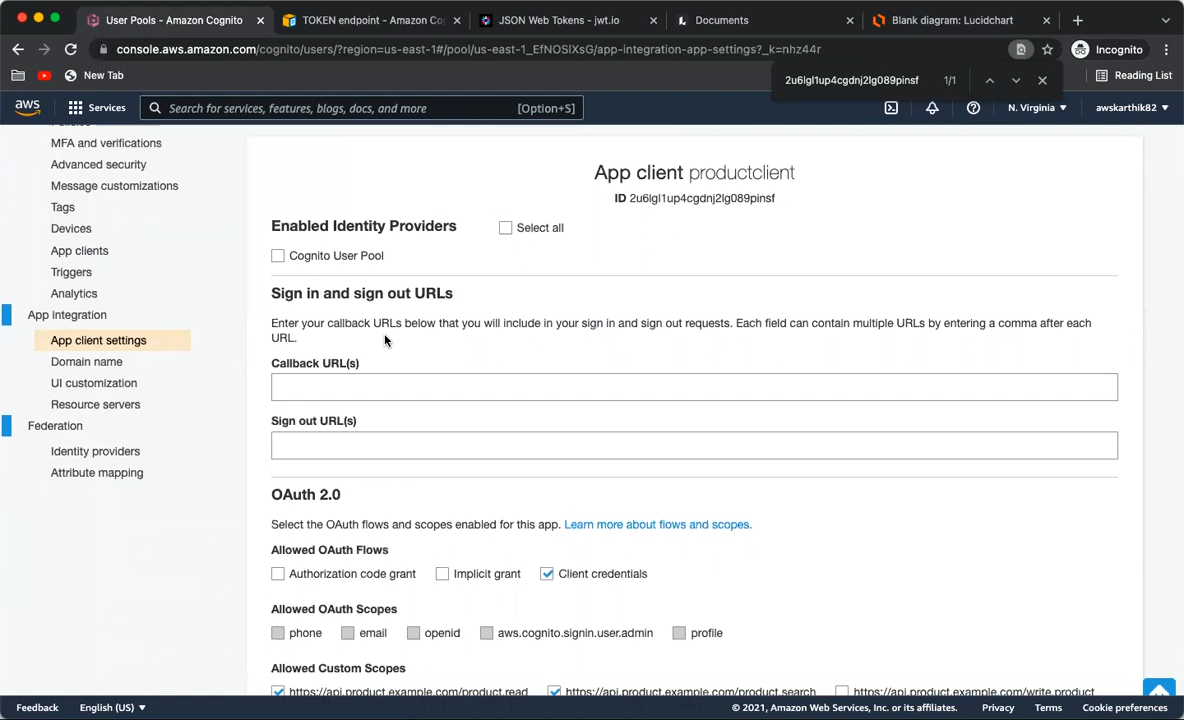 User Pools - Amazon Cognito
TOKEN endpoint - Amazon Co
JSON Web Tokens - jwt.io
Documents
Blank diagram: Lucidchart
console.aws.amazon.com/cognito/users/?region=us-east-1#/pool/us-east-1_EfNOSlXsG/app-integration-app-settings?_k=nhz44r
Incognito
New Tab
2u6lgl1up4cgdnj2lg089pinsf 1/1
Reading List
aws
Services
Search for services, features, blogs, docs, and more [Option+S]
N. Virginia
awskarthik82
Policies
MFA and verifications
Advanced security
Message customizations
Tags
Devices
App clients
Triggers
Analytics
App integration
App client settings
Domain name
UI customization
Resource servers
Federation
Identity providers
Attribute mapping
App client productclient
ID 2u6lgl1up4cgdnj2lg089pinsf
Enabled Identity Providers
Select all
Cognito User Pool
Sign in and sign out URLs
Enter your callback URLs below that you will include in your sign in and sign out requests. Each field can contain multiple URLs by entering a comma after each
URL.
Callback URL(s)
Sign out URL(s)
OAuth 2.0
Select the OAuth flows and scopes enabled for this app. Learn more about flows and scopes.
Allowed OAuth Flows
Authorization code grant Implicit grant Client credentials
Allowed OAuth Scopes
phone email openid aws.cognito.signin.user.admin profile
Allowed Custom Scopes
https://api.product.example.com/product.read https://api.product.example.com/product.search https://api.product.example.com/write.product
Feedback English (US)
© 2021, Amazon Web Services, Inc. or its affiliates. Privacy Terms Cookie preferences